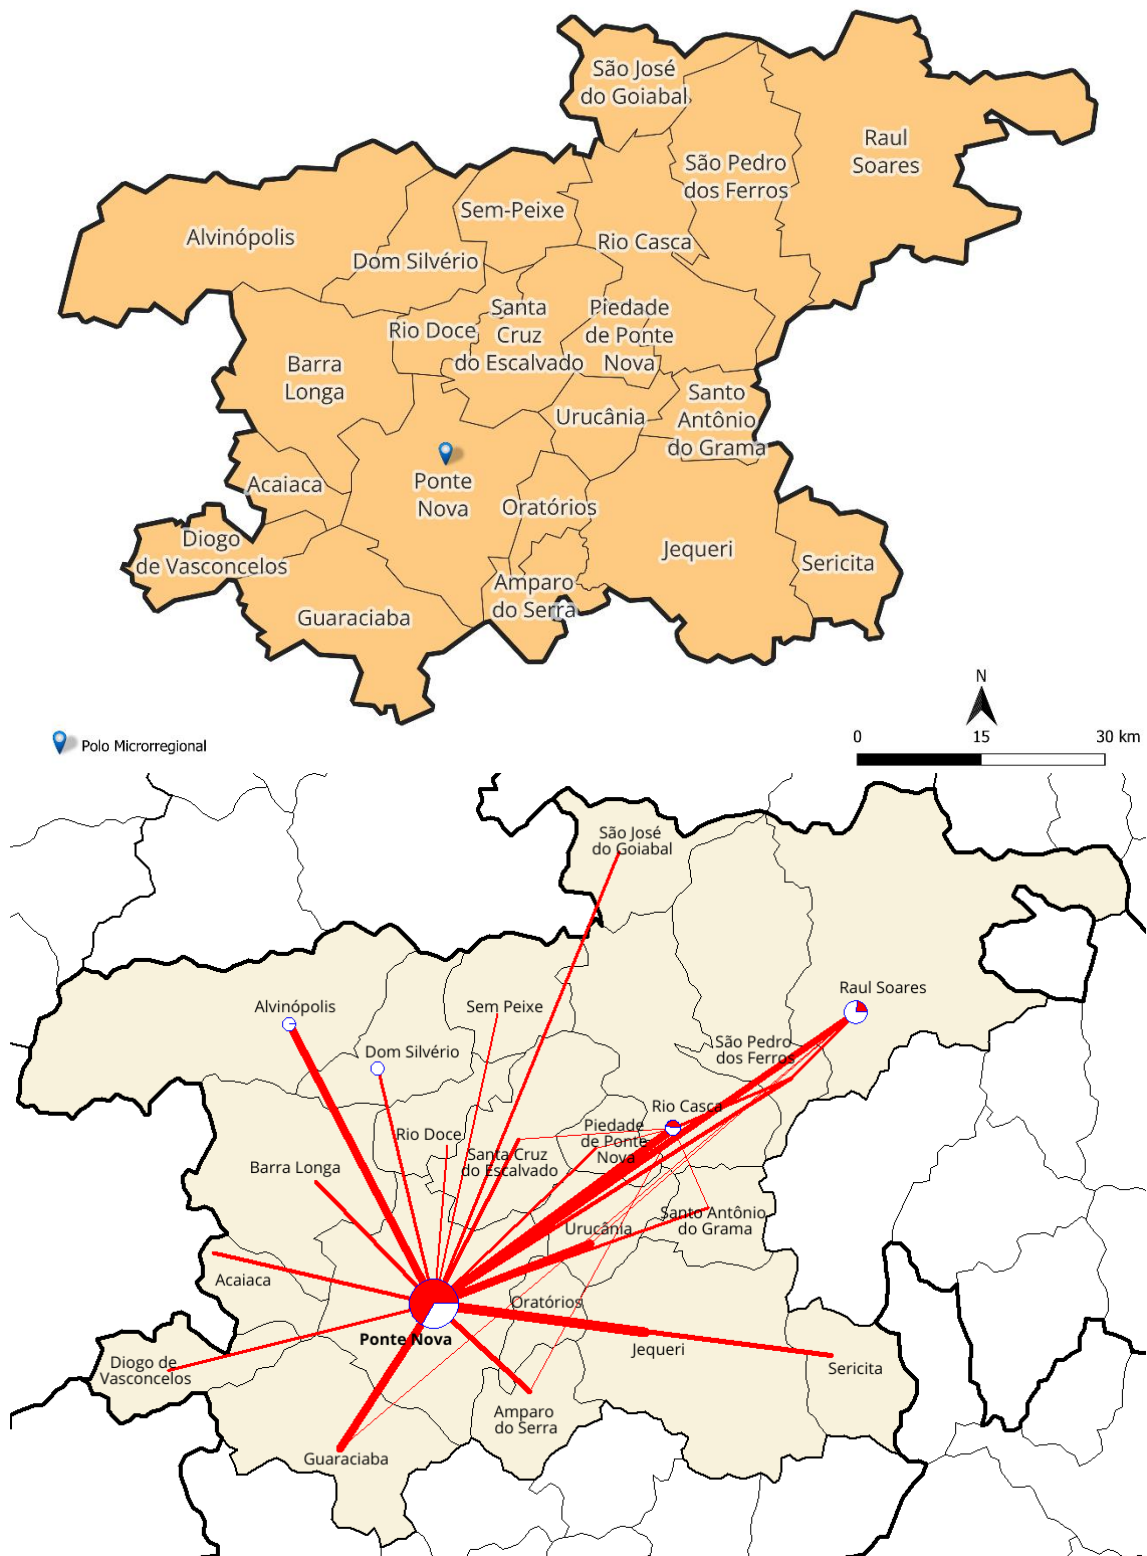 São José
do Goiabal
Raul
Soares
São Pedro
dos Ferros
Sem-Peixe
Alvinópolis
Rio Casca
Dom Silvério
Santa
Cruz
do Escalvado
Piedade
de Ponte
Nova
Rio Doce
Barra
Longa
Santo
Antônio
do Grama
Urucânia
Acaiaca
Ponte
Nova
Oratórios
Diogo
de Vasconcelos
Jequeri
Sericita
Amparo
do Serra
Guaraciaba
N
Polo Microrregional
0 15 30 km
São José
do Goiabal
Raul Soares
Alvinópolis
Sem Peixe
Dom Silvério
São Pedro
dos Ferros
Rio Casca
Rio Doce
Piedade
de Ponte
Nova
Santa Cruz
do Escalvado
Barra Longa
Santo Antônio
do Grama
Urucânia
Acaiaca
Oratórios
Ponte Nova
Jequeri
Diogo de
Vasconcelos
Sericita
Amparo
do Serra
Guaraciaba